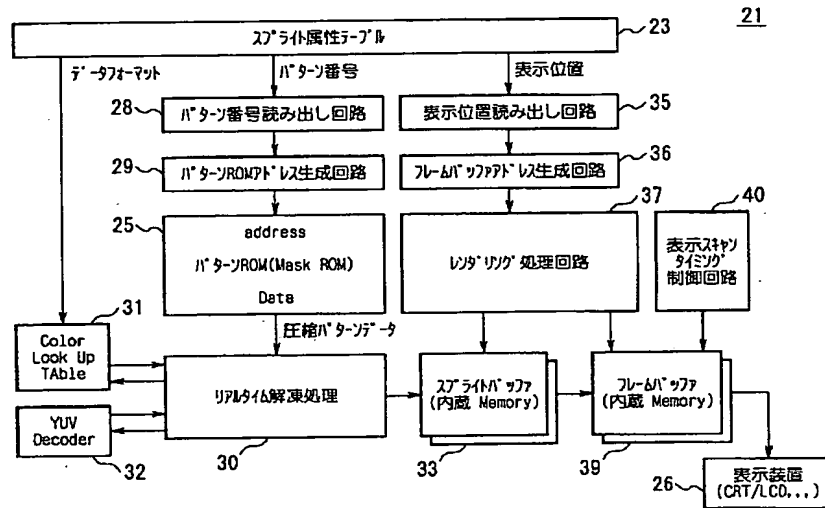 21
スプライト属性テーブル
23
データフォーマット
パターン番号
表示位置
28
パターン番号読み出し回路
表示位置読み出し回路
35
29
パターンROMアドレス生成回路
フレームバッファアドレス生成回路
36
25
address
パターンROM(Mask ROM)
Data
37
レンダリング処理回路
40
表示スキャン
タイミング
制御回路
31
圧縮パターンデータ
Color
Look Up
TAble
リアルタイム解凍処理
30
スプライトバッファ
(内蔵 Memory)
33
フレームバッファ
(内蔵 Memory)
39
YUV
Decoder
32
26
表示装置
(CRT/LCD...)